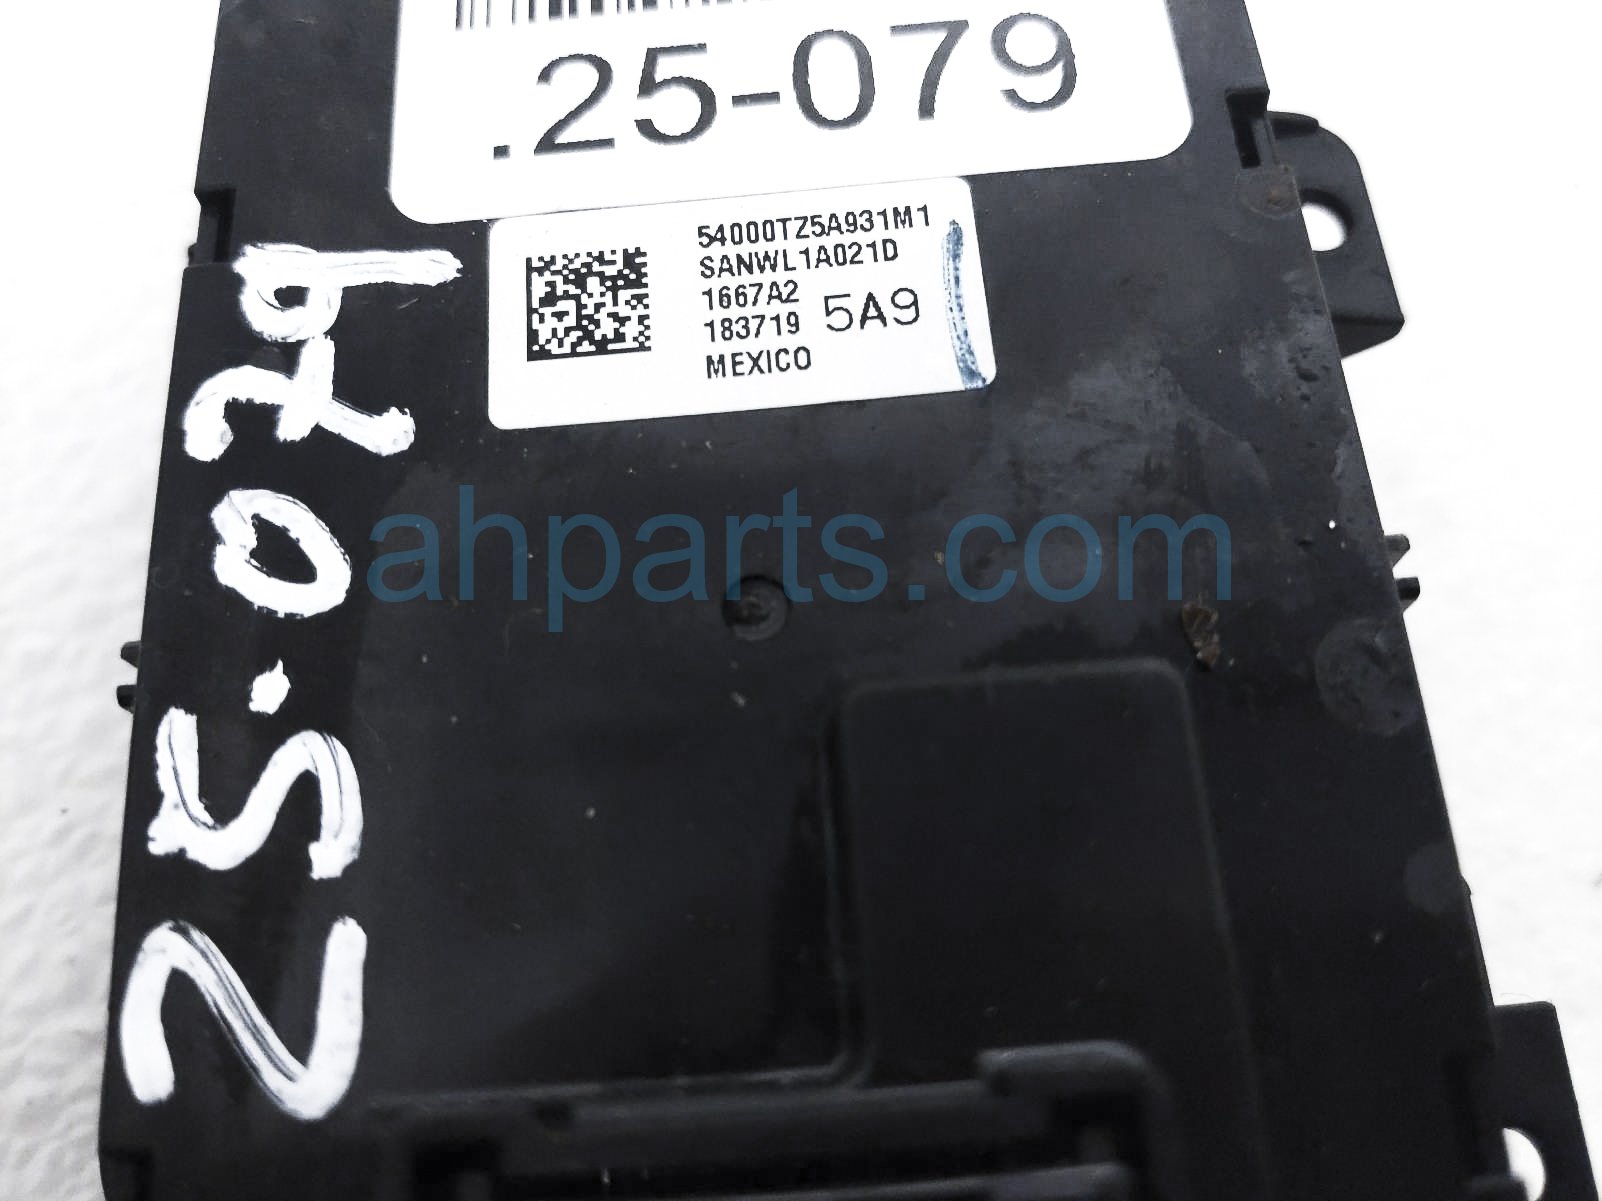 .25-079
54000TZ5A931M1
SANWL1A021D
1667A2
183719 5A9
MEXICO
25.079
ahparts.com